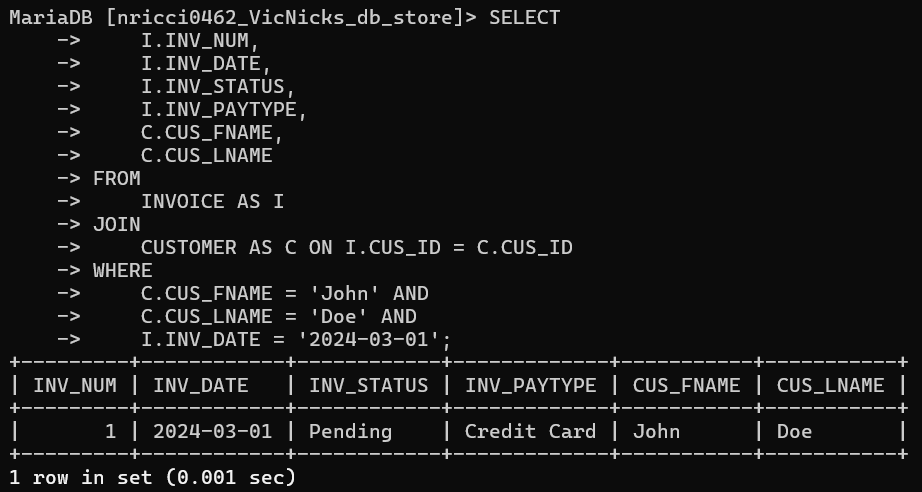 MariaDB [nricci0462_VicNicks_db_store]> SELECT
    ->     I.INV_NUM,
    ->     I.INV_DATE,
    ->     I.INV_STATUS,
    ->     I.INV_PAYTYPE,
    ->     C.CUS_FNAME,
    ->     C.CUS_LNAME
    -> FROM
    ->     INVOICE AS I
    -> JOIN
    ->     CUSTOMER AS C ON I.CUS_ID = C.CUS_ID
    -> WHERE
    ->     C.CUS_FNAME = 'John' AND
    ->     C.CUS_LNAME = 'Doe' AND
    ->     I.INV_DATE = '2024-03-01';
+---------+------------+------------+-------------+-----------+-----------+
| INV_NUM | INV_DATE   | INV_STATUS | INV_PAYTYPE | CUS_FNAME | CUS_LNAME |
+---------+------------+------------+-------------+-----------+-----------+
|       1 | 2024-03-01 | Pending    | Credit Card | John      | Doe       |
+---------+------------+------------+-------------+-----------+-----------+
1 row in set (0.001 sec)